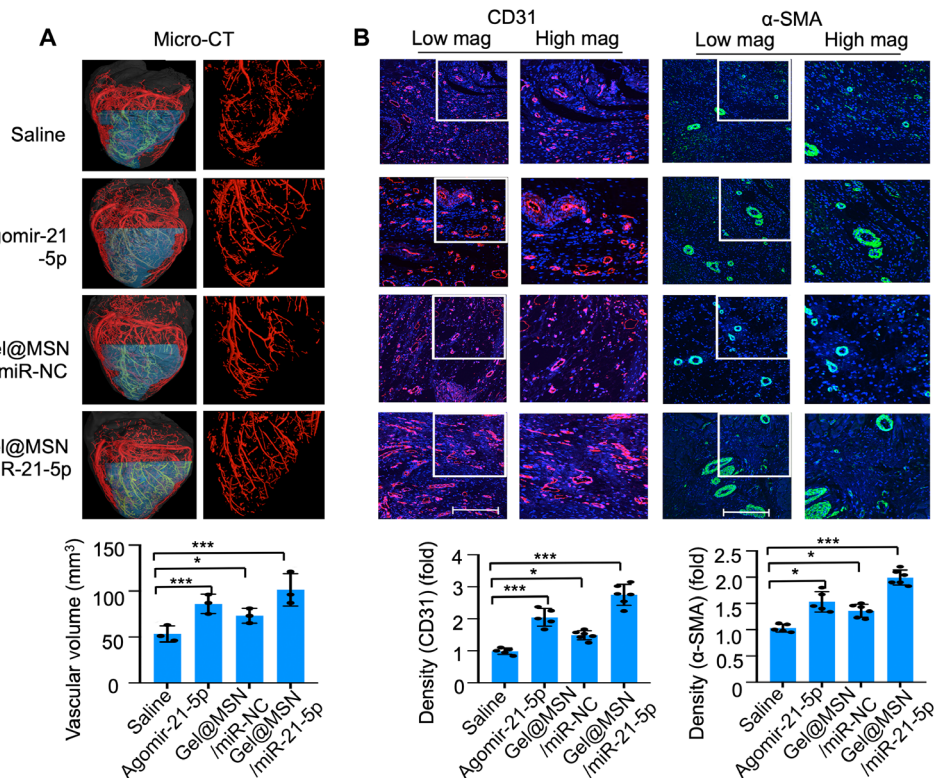 A
Micro-CT
B
CD31
α-SMA
Low mag
High mag
Low mag
High mag
Saline
gomir-21
-5p
el@MSN
miR-NC
el@MSN
R-21-5p
Vascular volume (mm³)
150
100
50
0
***
*
***
Saline
Agomir-21-5p
Gel@MSN
/miR-NC
Gel@MSN
/miR-21-5p
Density (CD31) (fold)
4
3
2
1
0
***
*
***
Saline
Agomir-21-5p
Gel@MSN
/miR-NC
Gel@MSN
/miR-21-5p
Density (α-SMA) (fold)
2.5
2.0
1.5
1.0
0.5
0
***
*
*
Saline
Agomir-21-5p
Gel@MSN
/miR-NC
Gel@MSN
/miR-21-5p